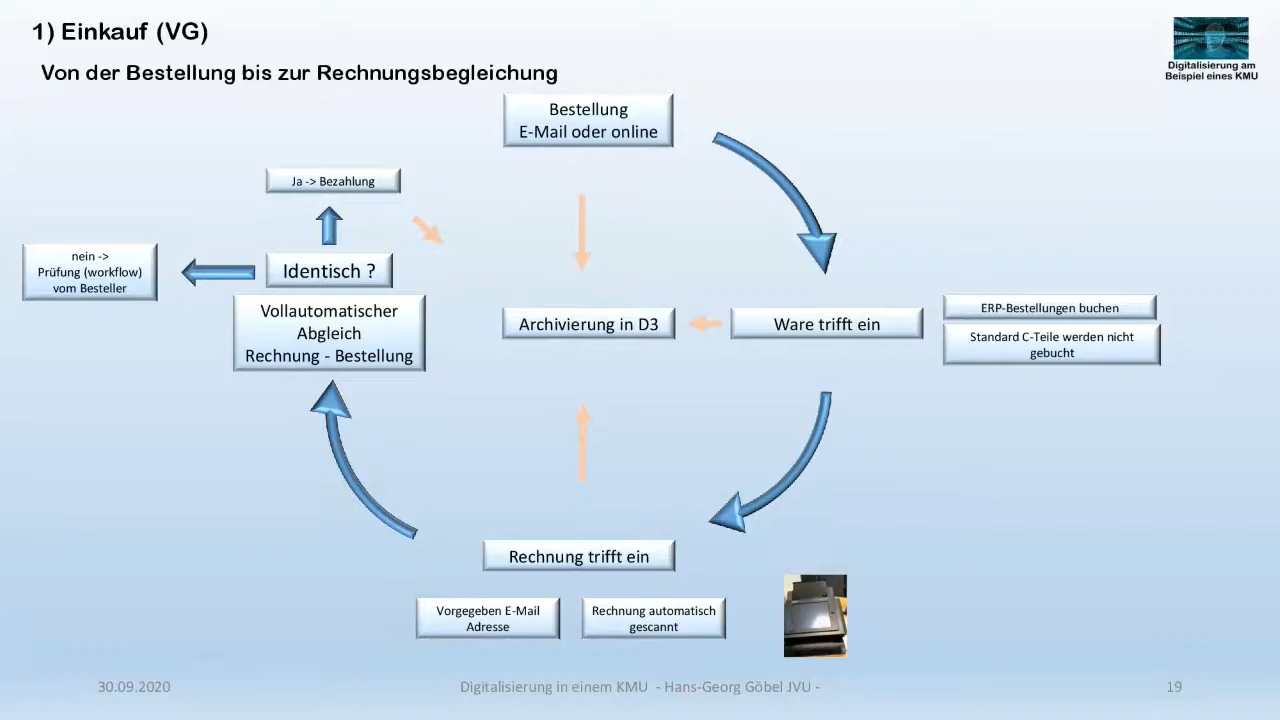 1) Einkauf (VG)
Von der Bestellung bis zur Rechnungsbegleichung
Digitalisierung am
Beispiel eines KMU
Bestellung
E-Mail oder online
Ja -> Bezahlung
nein ->
Prüfung (workflow)
vom Besteller
Identisch ?
Vollautomatischer
Abgleich
Rechnung - Bestellung
Archivierung in D3
Ware trifft ein
ERP-Bestellungen buchen
Standard C-Teile werden nicht
gebucht
Rechnung trifft ein
Vorgegeben E-Mail
Adresse
Rechnung automatisch
gescannt
30.09.2020
Digitalisierung in einem KMU - Hans-Georg Göbel JVU -
19